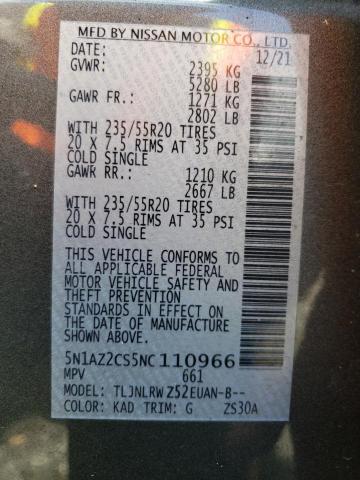 MFD BY NISSAN MOTOR CO., LTD.
DATE: 12/21
GVWR: 2395 KG
5280 LB
GAWR FR.: 1271 KG
2802 LB
WITH 235/55R20 TIRES
20 X 7.5 RIMS AT 35 PSI
COLD SINGLE
GAWR RR.: 1210 KG
2667 LB
WITH 235/55R20 TIRES
20 X 7.5 RIMS AT 35 PSI
COLD SINGLE
THIS VEHICLE CONFORMS TO
ALL APPLICABLE FEDERAL
MOTOR VEHICLE SAFETY AND
THEFT PREVENTION
STANDARDS IN EFFECT ON
THE DATE OF MANUFACTURE
SHOWN ABOVE.
5N1AZ2CS5NC110966
MPV 661
MODEL: TLJNLRWZ52EUAN-B--
COLOR: KAD TRIM: G ZS30A